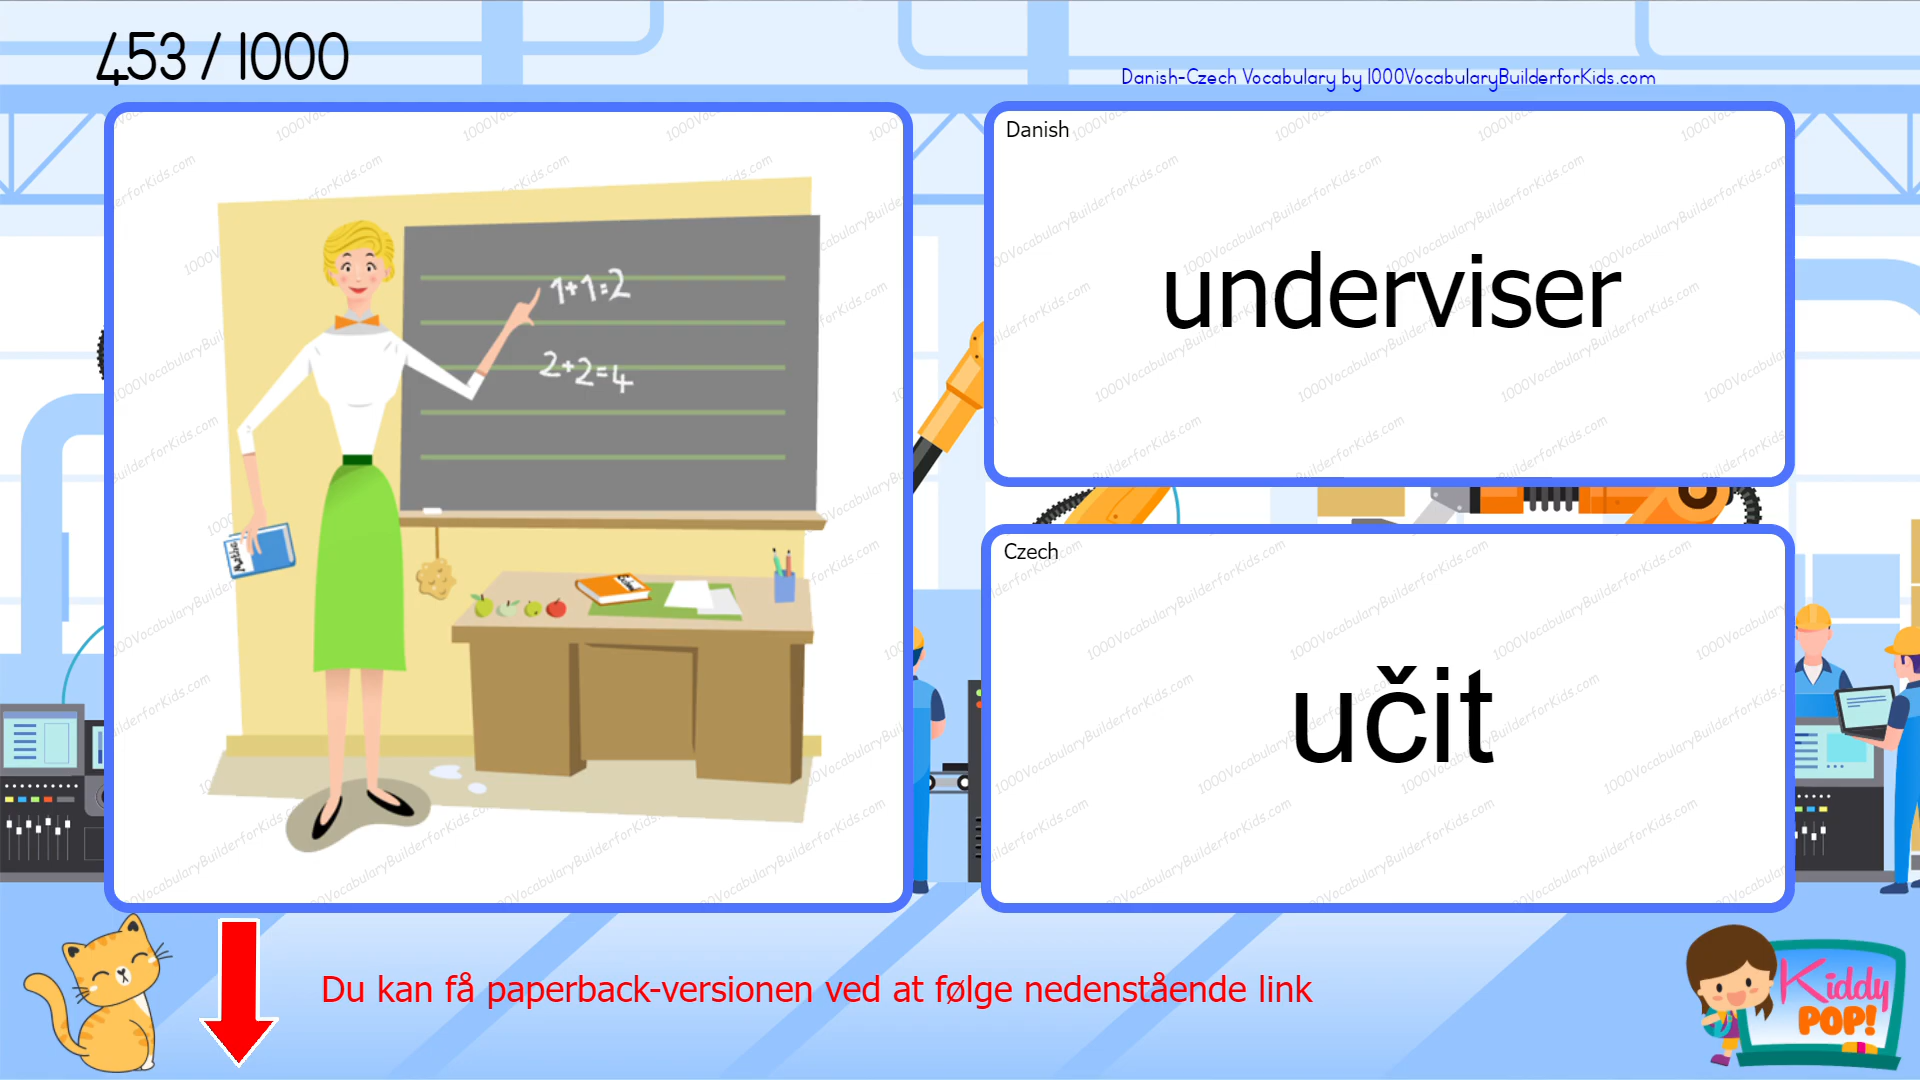 453 / 1000
Danish-Czech Vocabulary by 1000VocabularyBuilderforKids.com
Danish
underviser
1+1=2
2+2=4
Czech
učit
Du kan få paperback-versionen ved at følge nedenstående link
Kiddy
POP!